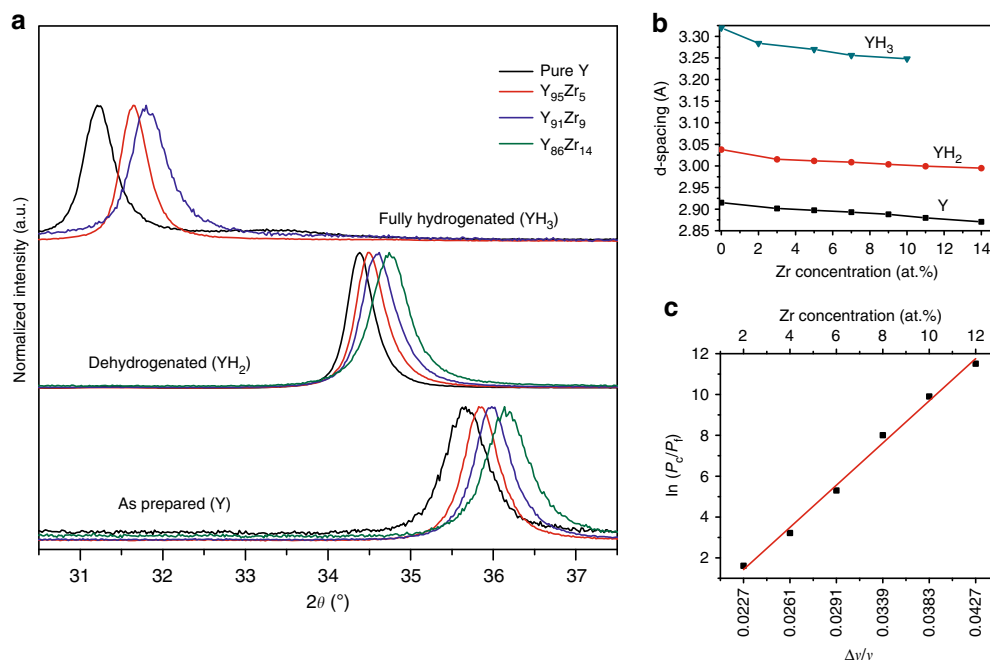 a
Normalized intensity (a.u.)
Pure Y
Y₉₅Zr₅
Y₉₁Zr₉
Y₈₆Zr₁₄
Fully hydrogenated (YH₃)
Dehydrogenated (YH₂)
As prepared (Y)
31 32 33 34 35 36 37
2θ (°)
b
d-spacing (A)
3.30
3.25
3.20
3.15
3.10
3.05
3.00
2.95
2.90
2.85
YH₃
YH₂
Y
0 2 4 6 8 10 12 14
Zr concentration (at.%)
c
Zr concentration (at.%)
2 4 6 8 10 12
ln (P_c/P_f)
12
10
8
6
4
2
0.0227 0.0261 0.0291 0.0339 0.0383 0.0427
Δy/y